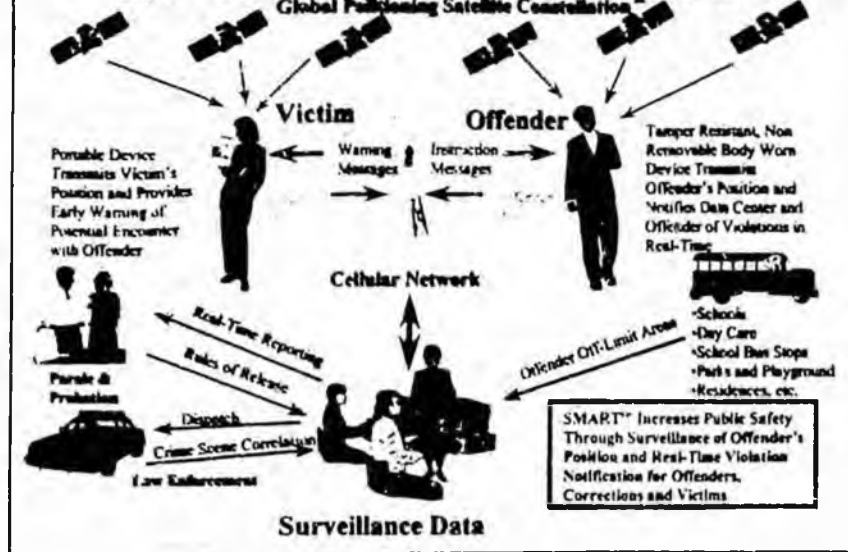 Global Positioning Satellite Constellation
Victim
Offender
Portable Device
Transmits Victim's
Position and Provides
Early Warning of
Potential Encounter
with Offender
Warning
Messages
Instruction
Messages
Tamper Resistant, Non
Removable Body Worn
Device Transmits
Offender's Position and
Notifies Data Center and
Offender of Violations in
Real-Time
Cellular Network
Real-Time Reporting
Rules of Release
Parole &
Probation
Dispatch
Crime Scene Correlation
Law Enforcement
Offender Off-Limit Areas
•Schools
•Day Care
•School Bus Stops
•Parks and Playground
•Residences, etc.
SMART™ Increases Public Safety
Through Surveillance of Offender's
Position and Real-Time Violation
Notification for Offenders,
Corrections and Victims
Surveillance Data